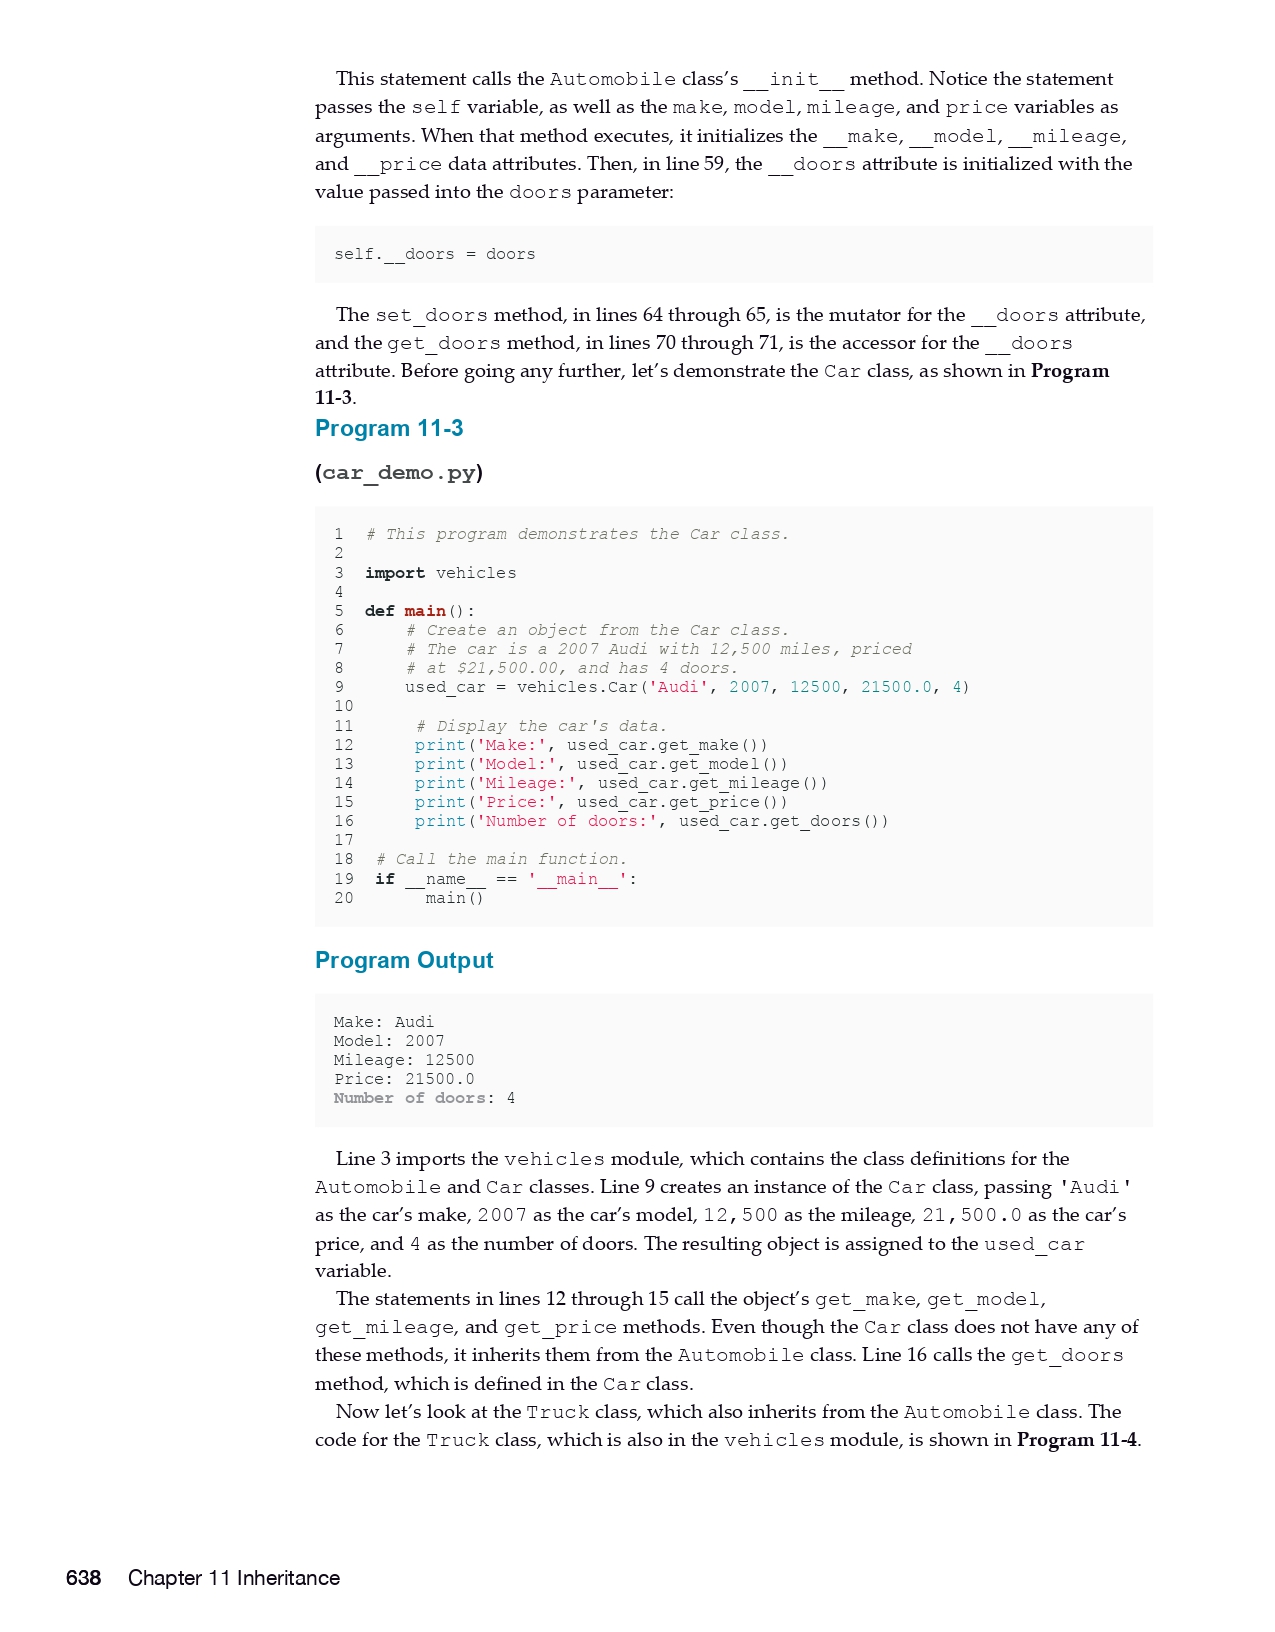 This statement calls the Automobile class’s __init__ method. Notice the statement
passes the self variable, as well as the make, model, mileage, and price variables as
arguments. When that method executes, it initializes the __make, __model, __mileage,
and __price data attributes. Then, in line 59, the __doors attribute is initialized with the
value passed into the doors parameter:
self.__doors = doors
The set_doors method, in lines 64 through 65, is the mutator for the __doors attribute,
and the get_doors method, in lines 70 through 71, is the accessor for the __doors
attribute. Before going any further, let’s demonstrate the Car class, as shown in Program
11-3.
Program 11-3
(car_demo.py)
1  # This program demonstrates the Car class.
2
3  import vehicles
4
5  def main():
6      # Create an object from the Car class.
7      # The car is a 2007 Audi with 12,500 miles, priced
8      # at $21,500.00, and has 4 doors.
9      used_car = vehicles.Car('Audi', 2007, 12500, 21500.0, 4)
10
11      # Display the car's data.
12      print('Make:', used_car.get_make())
13      print('Model:', used_car.get_model())
14      print('Mileage:', used_car.get_mileage())
15      print('Price:', used_car.get_price())
16      print('Number of doors:', used_car.get_doors())
17
18  # Call the main function.
19  if __name__ == '__main__':
20       main()
Program Output
Make: Audi
Model: 2007
Mileage: 12500
Price: 21500.0
Number of doors: 4
Line 3 imports the vehicles module, which contains the class definitions for the
Automobile and Car classes. Line 9 creates an instance of the Car class, passing 'Audi'
as the car’s make, 2007 as the car’s model, 12,500 as the mileage, 21,500.0 as the car’s
price, and 4 as the number of doors. The resulting object is assigned to the used_car
variable.
The statements in lines 12 through 15 call the object’s get_make, get_model,
get_mileage, and get_price methods. Even though the Car class does not have any of
these methods, it inherits them from the Automobile class. Line 16 calls the get_doors
method, which is defined in the Car class.
Now let’s look at the Truck class, which also inherits from the Automobile class. The
code for the Truck class, which is also in the vehicles module, is shown in Program 11-4.
638 Chapter 11 Inheritance